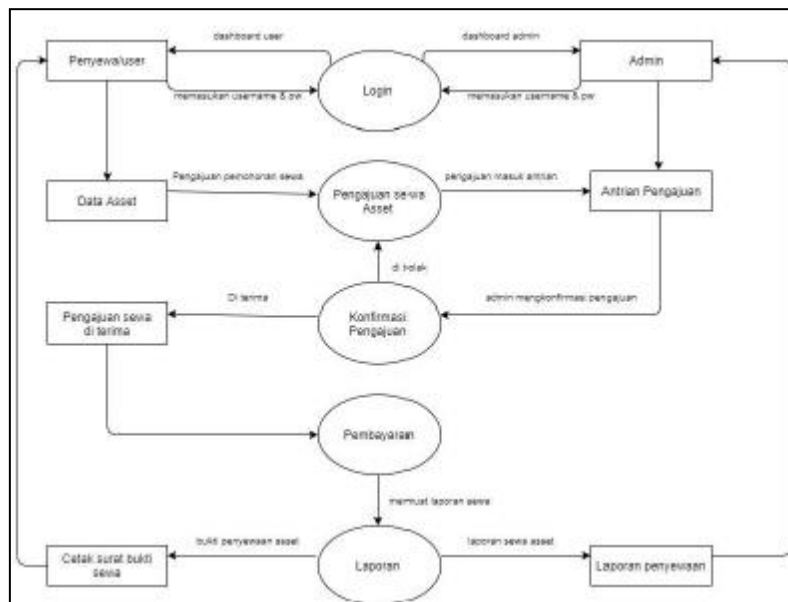 dashboard user
dashboard admin
Penyewa/user
Login
Admin
memasukan username & pw
memasukan username & pw
Pengajuan pemohonan sewa
pengajuan masuk antrian
Data Asset
Pengajuan sewa
Asset
Antrian Pengajuan
di tolak
Di terima
admin mengkonfirmasi pengajuan
Pengajuan sewa
di terima
Konfirmasi
Pengajuan
Pembayaraan
membuat laporan sewa
bukti penyewaan asset
laporan sewa asset
Cetak surat bukti
sewa
Laporan
Laporan penyewaan